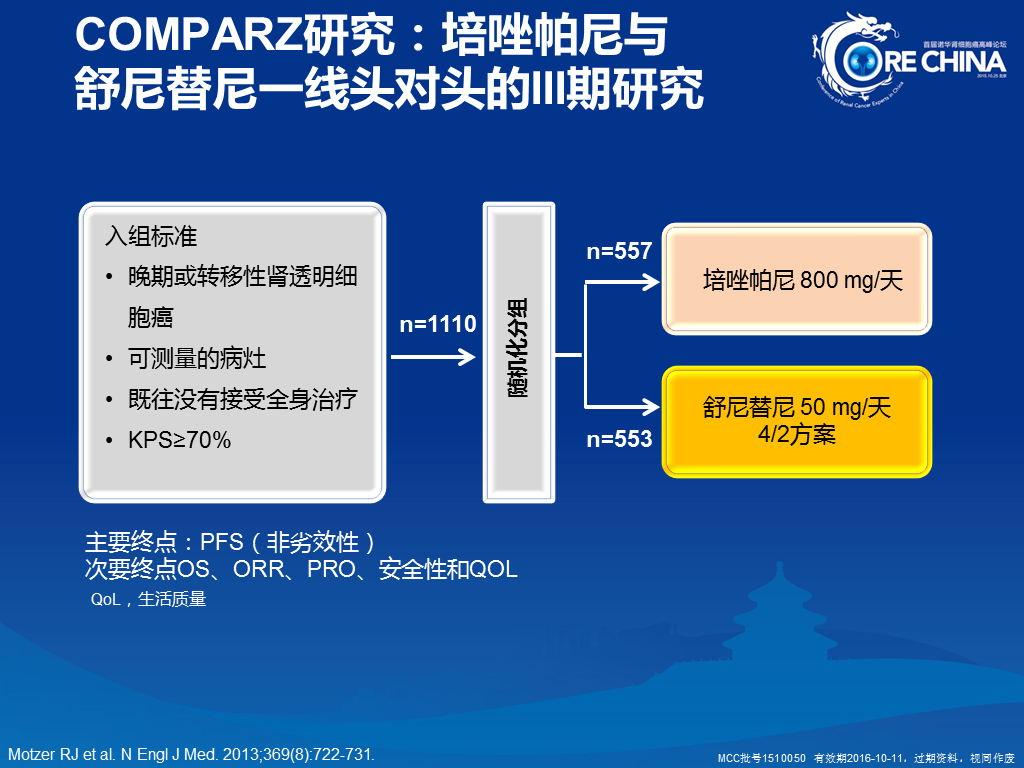 COMPARZ研究：培唑帕尼与
舒尼替尼一线头对头的III期研究
首届诺华肾细胞癌高峰论坛
CORE CHINA
Conference of Renal Cancer Experts in China
入组标准
• 晚期或转移性肾透明细
胞癌
• 可测量的病灶
• 既往没有接受全身治疗
• KPS≥70%
n=1110
随机化分组
n=557
培唑帕尼 800 mg/天
n=553
舒尼替尼 50 mg/天
4/2方案
主要终点：PFS（非劣效性）
次要终点OS、ORR、PRO、安全性和QOL
QoL，生活质量
Motzer RJ et al. N Engl J Med. 2013;369(8):722-731.
MCC批号1510050 有效期2016-10-11，过期资料，视同作废